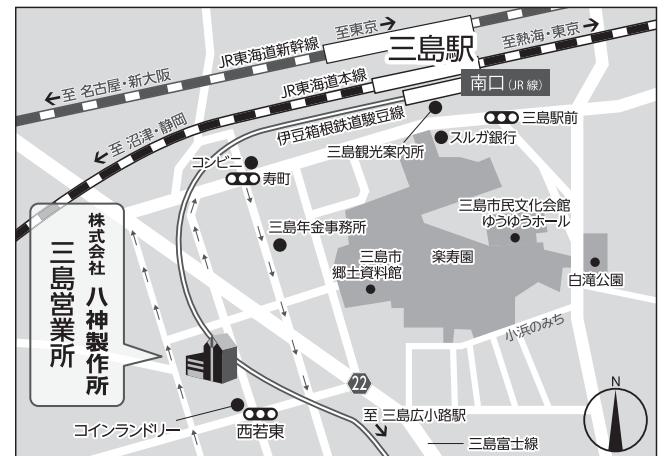 至東京
JR東海道新幹線
三島駅
至熱海・東京
至 名古屋・新大阪
JR東海道本線
南口(JR線)
至 沼津・静岡
伊豆箱根鉄道駿豆線
三島駅前
スルガ銀行
三島観光案内所
コンビニ
寿町
三島年金事務所
三島市民文化会館
ゆうゆうホール
三島市
郷土資料館
楽寿園
白滝公園
株式会社 八神製作所
三島営業所
小浜のみち
22
N
コインランドリー
西若東
至 三島広小路駅
三島富士線